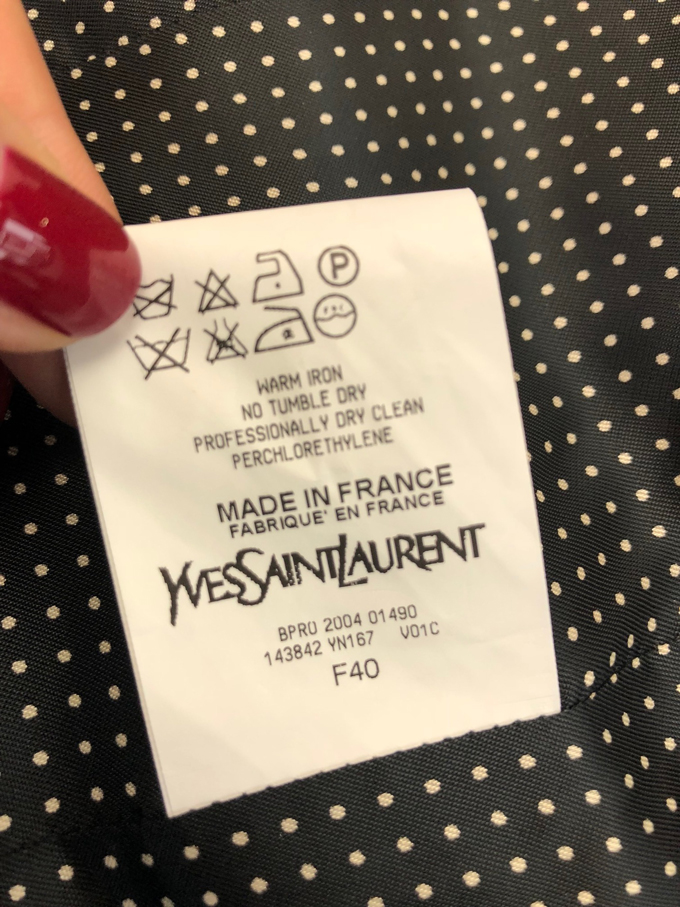 P
WARM IRON
NO TUMBLE DRY
PROFESSIONALLY DRY CLEAN
PERCHLORETHYLENE
MADE IN FRANCE
FABRIQUE' EN FRANCE
YVESSAINTLAURENT
BPRO 2004 01490
143842 YN167 V01C
F40